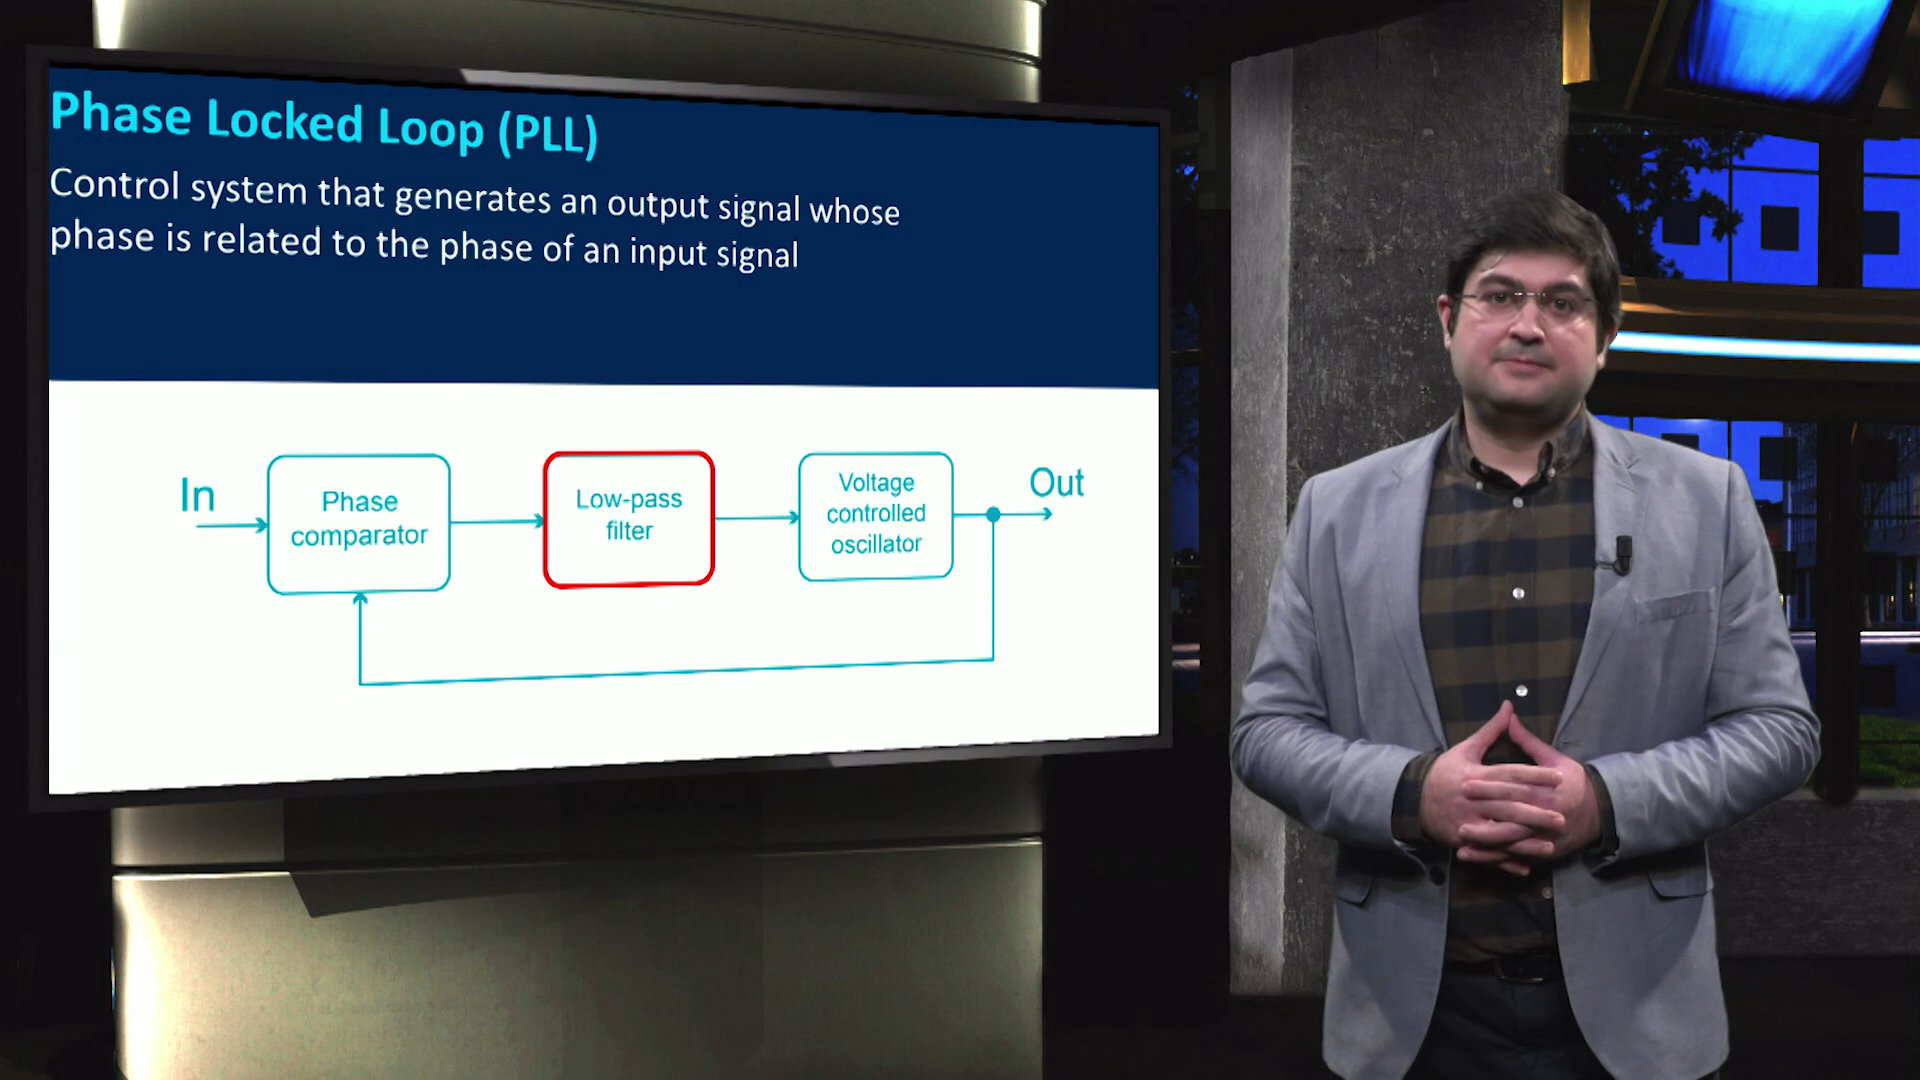 Phase Locked Loop (PLL)
Control system that generates an output signal whose
phase is related to the phase of an input signal
In
Phase
comparator
Low-pass
filter
Voltage
controlled
oscillator
Out